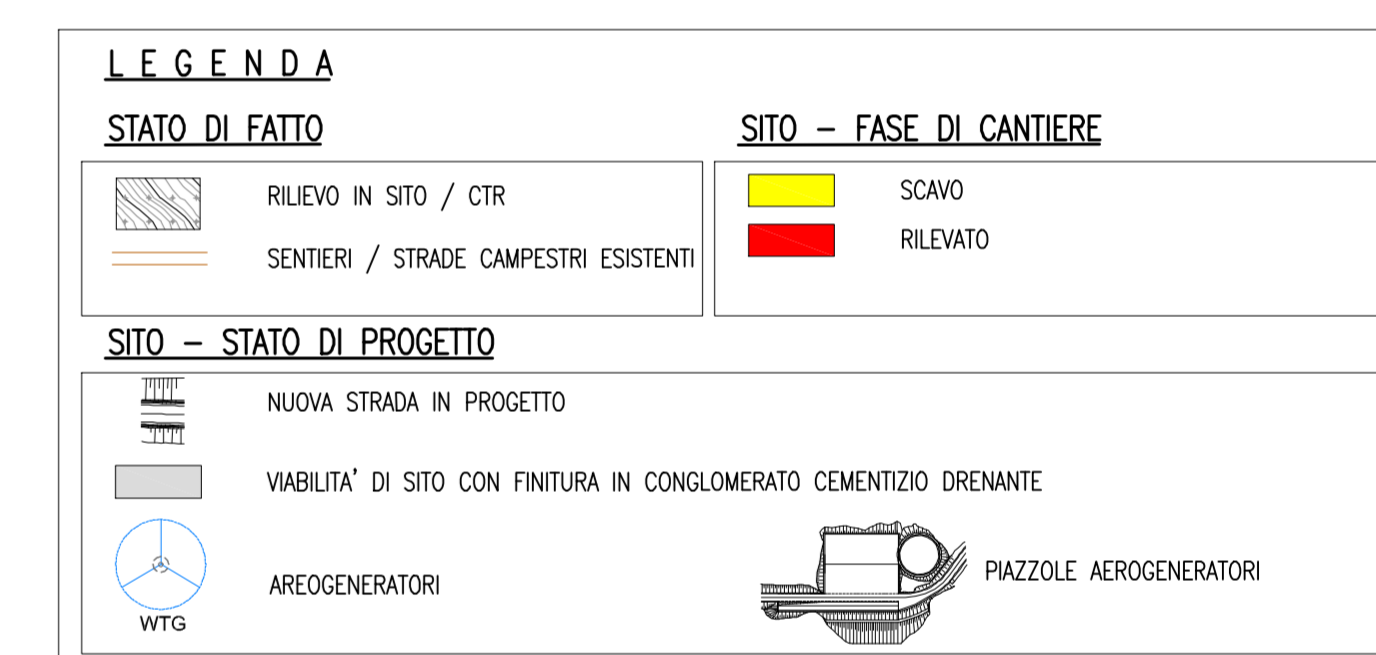 L E G E N D A
STATO DI FATTO
RILIEVO IN SITO / CTR
SENTIERI / STRADE CAMPESTRI ESISTENTI
SITO – FASE DI CANTIERE
SCAVO
RILEVATO
SITO – STATO DI PROGETTO
NUOVA STRADA IN PROGETTO
VIABILITA' DI SITO CON FINITURA IN CONGLOMERATO CEMENTIZIO DRENANTE
AREOGENERATORI
WTG
PIAZZOLE AEROGENERATORI